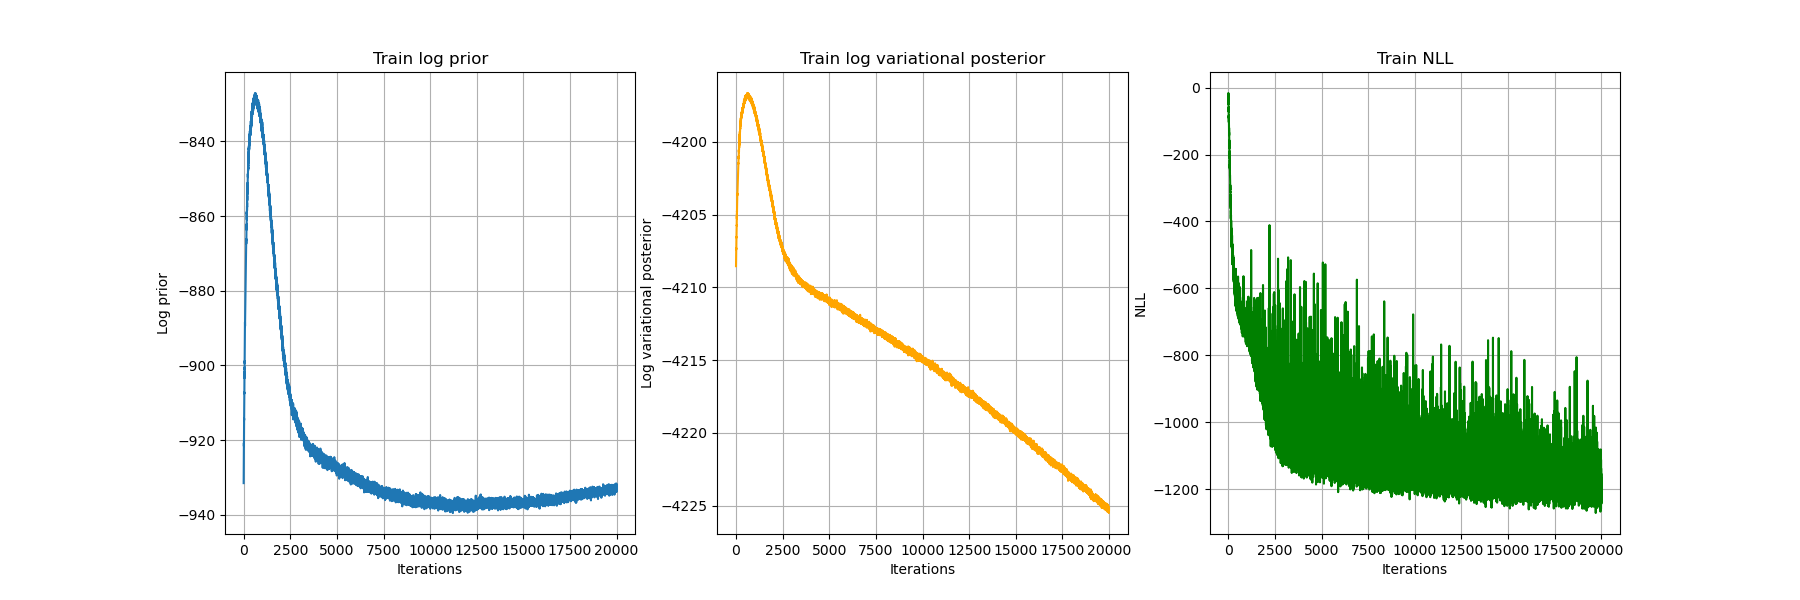 Train log prior
Log prior
−840
−860
−880
−900
−920
−940
0 2500 5000 7500 10000 12500 15000 17500 20000
Iterations
Train log variational posterior
Log variational posterior
−4200
−4205
−4210
−4215
−4220
−4225
0 2500 5000 7500 10000 12500 15000 17500 20000
Iterations
Train NLL
NLL
0
−200
−400
−600
−800
−1000
−1200
0 2500 5000 7500 10000 12500 15000 17500 20000
Iterations